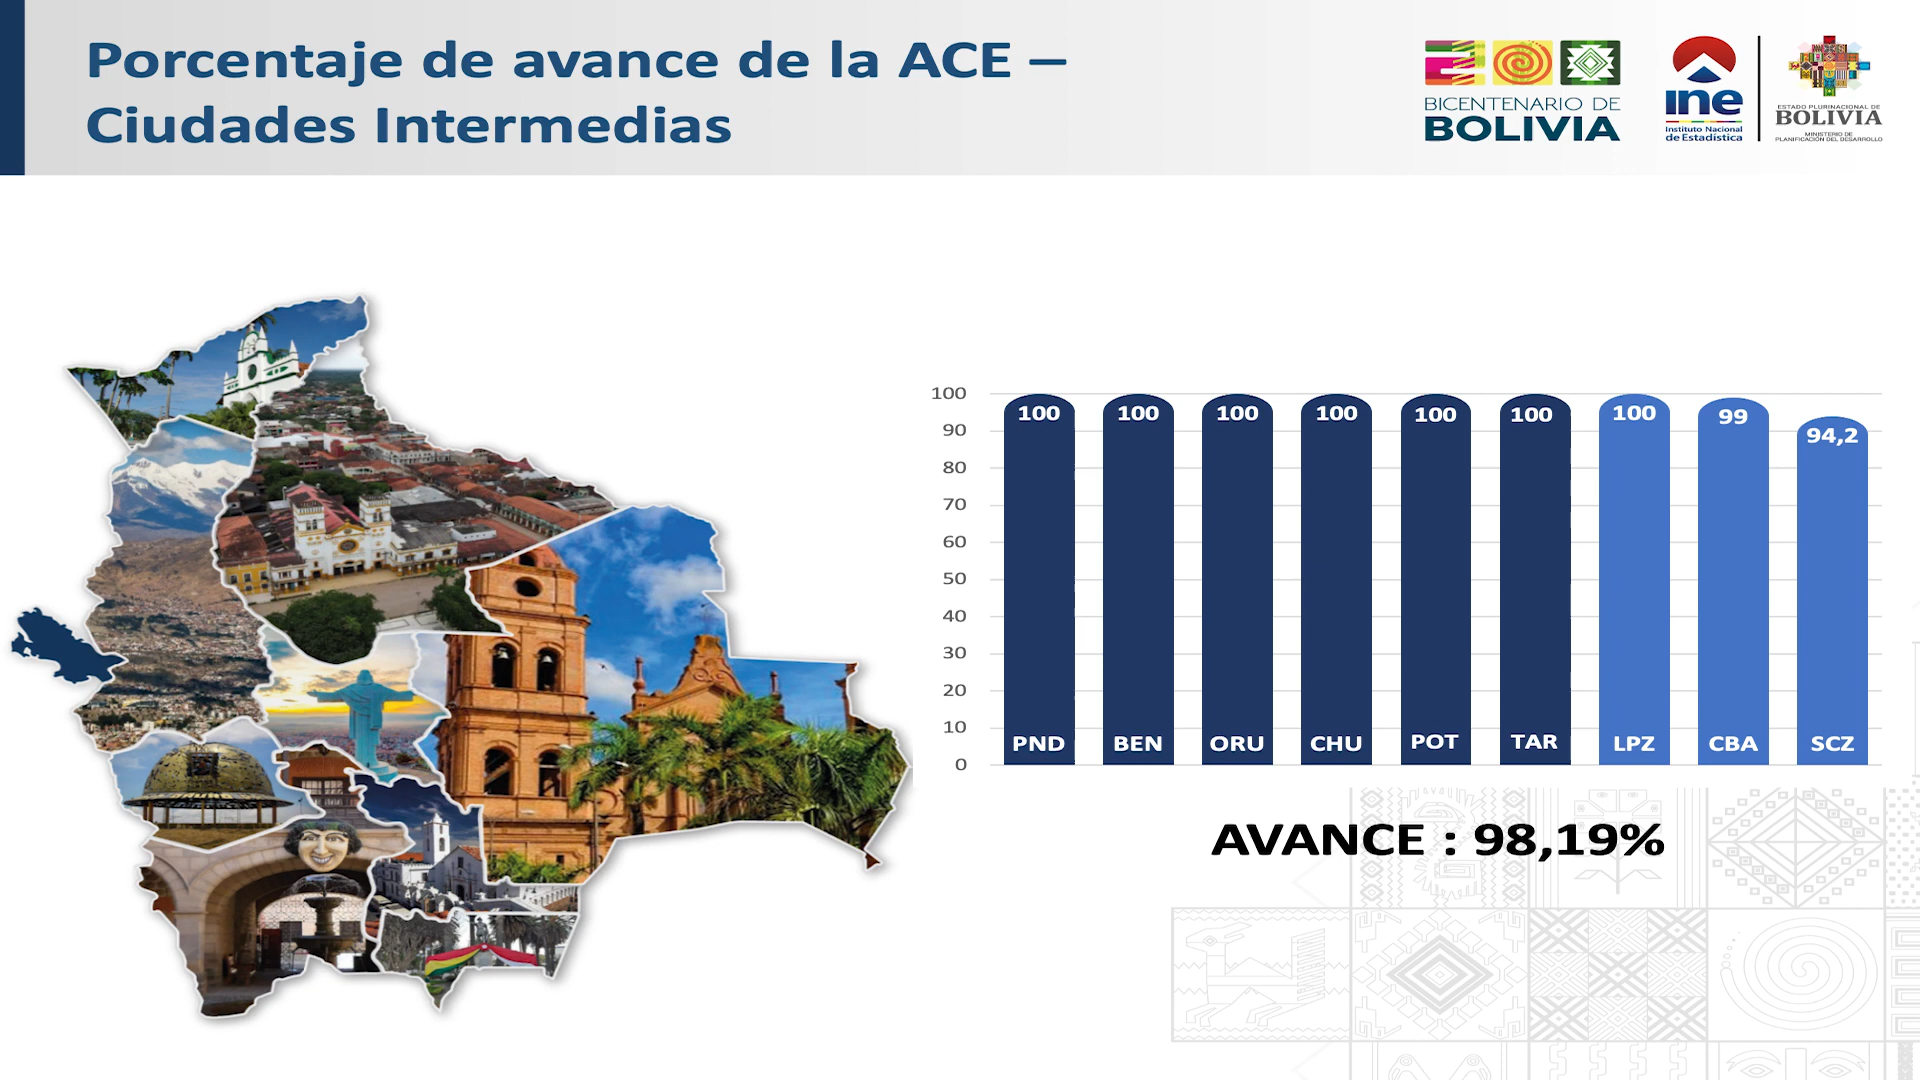 Porcentaje de avance de la ACE –
Ciudades Intermedias
BICENTENARIO DE
BOLIVIA
ine
Instituto Nacional
de Estadística
ESTADO PLURINACIONAL DE
BOLIVIA
MINISTERIO DE
PLANIFICACIÓN DEL DESARROLLO
100
90
80
70
60
50
40
30
20
10
0
100 100 100 100 100 100 100 99 94,2
PND BEN ORU CHU POT TAR LPZ CBA SCZ
AVANCE : 98,19%